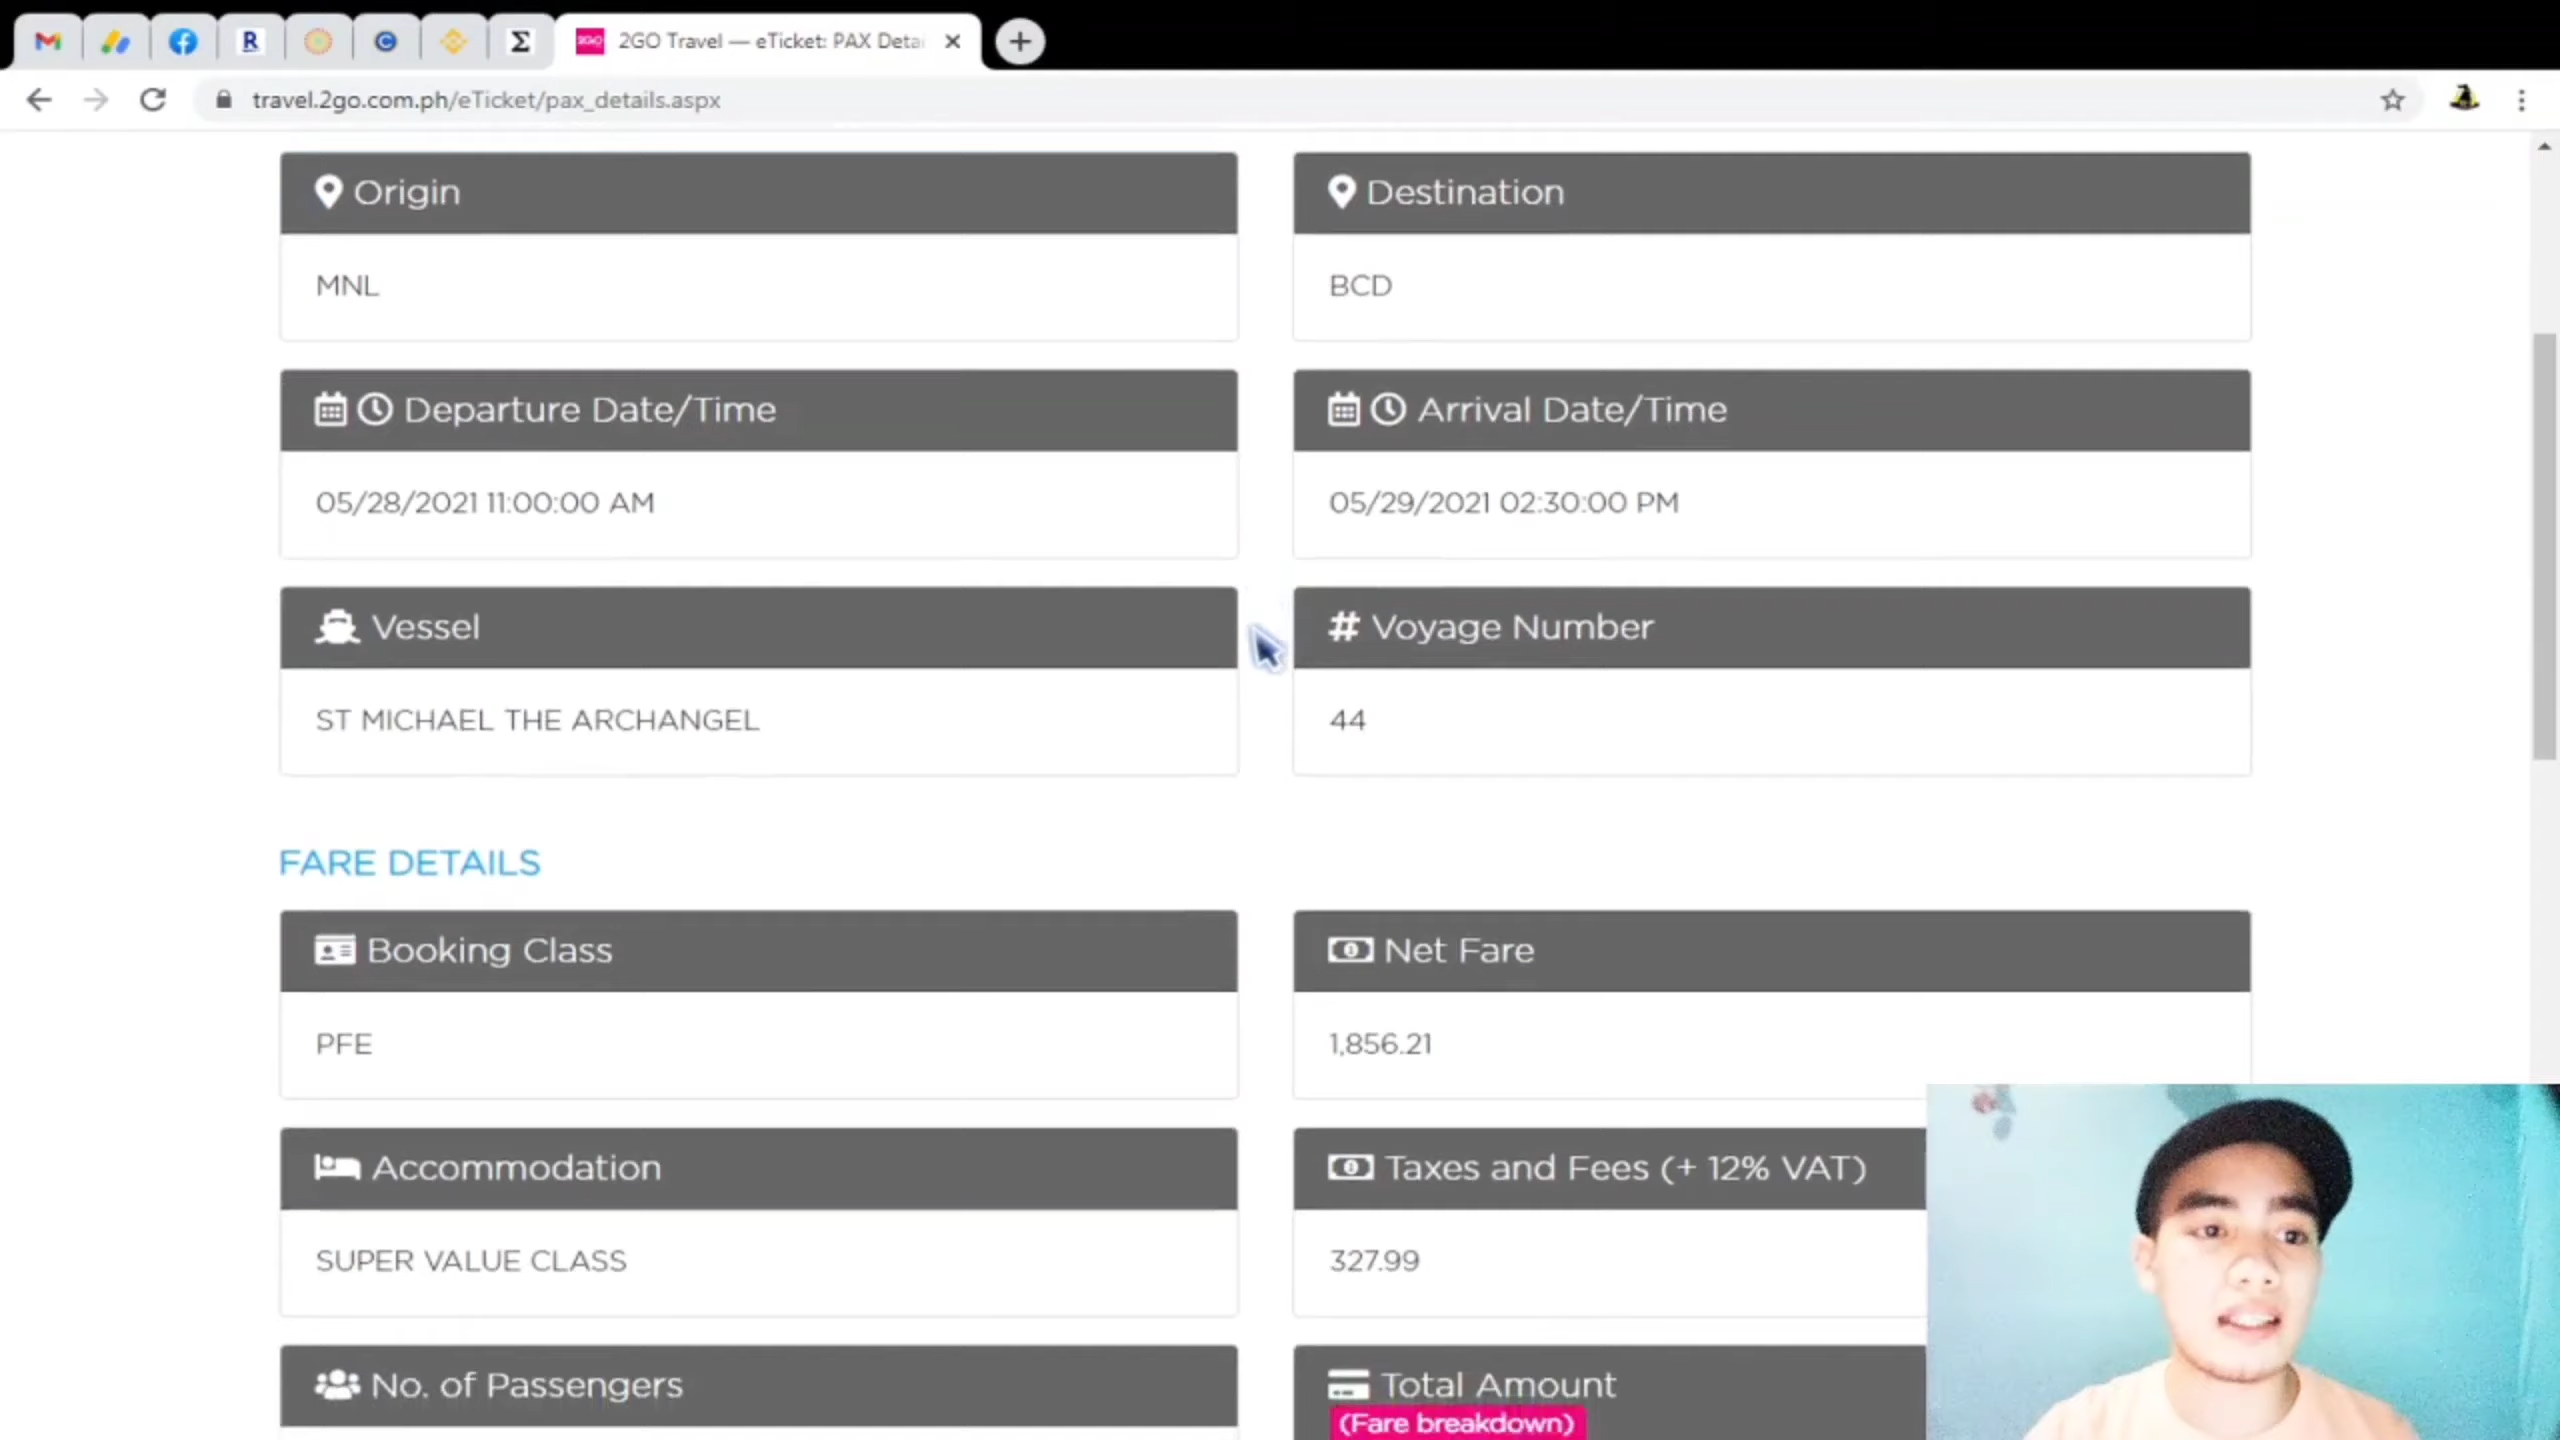 2GO Travel — eTicket: PAX Detai
travel.2go.com.ph/eTicket/pax_details.aspx
Origin
Destination
MNL
BCD
Departure Date/Time
Arrival Date/Time
05/28/2021 11:00:00 AM
05/29/2021 02:30:00 PM
Vessel
# Voyage Number
ST MICHAEL THE ARCHANGEL
44
FARE DETAILS
Booking Class
Net Fare
PFE
1,856.21
Accommodation
Taxes and Fees (+ 12% VAT)
SUPER VALUE CLASS
327.99
No. of Passengers
Total Amount
(Fare breakdown)